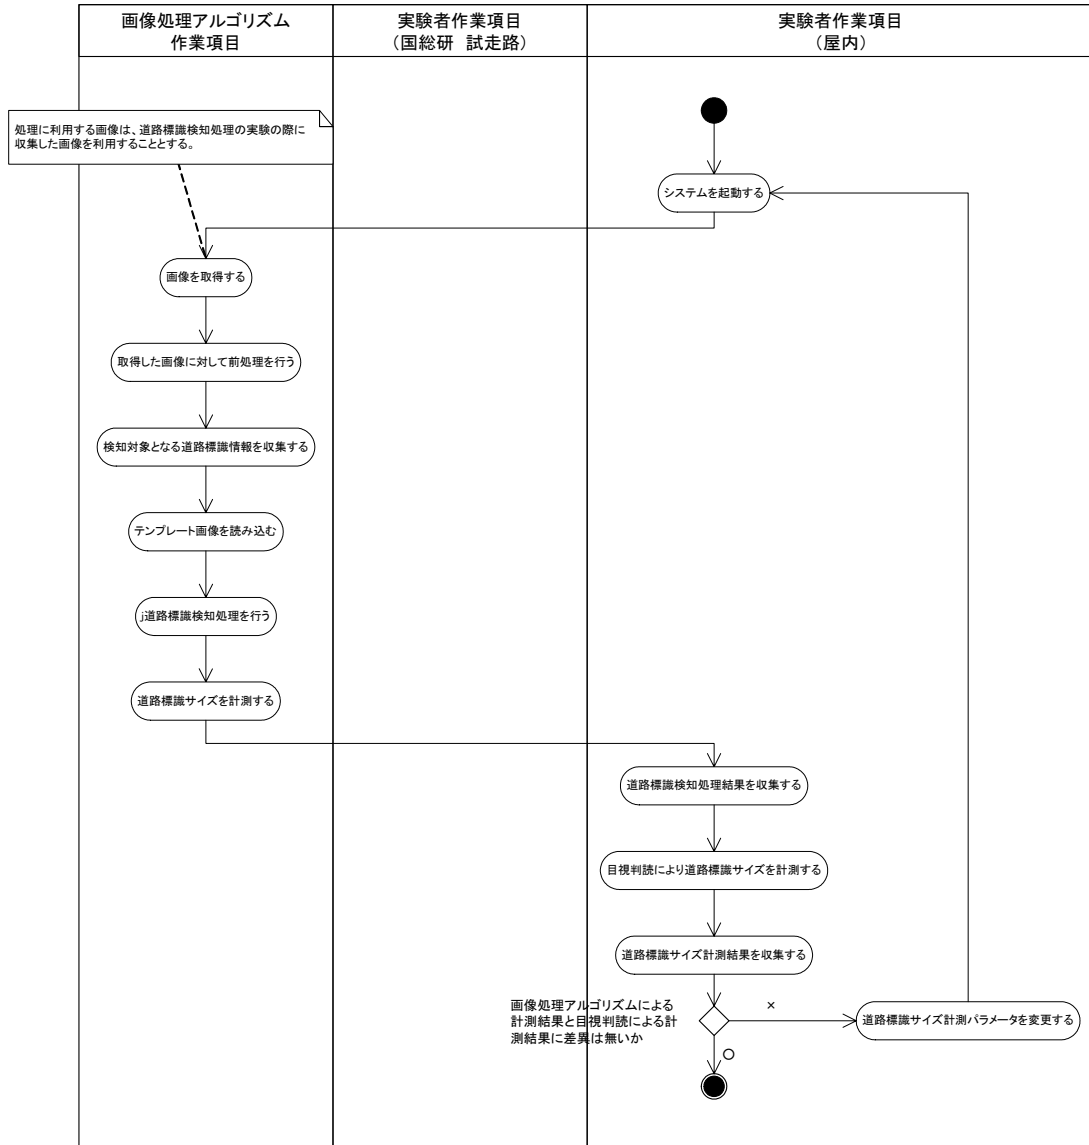 画像処理アルゴリズム
作業項目
実験者作業項目
(国総研 試走路)
実験者作業項目
(屋内)
処理に利用する画像は、道路標識検知処理の実験の際に
収集した画像を利用することとする。
システムを起動する
画像を取得する
取得した画像に対して前処理を行う
検知対象となる道路標識情報を収集する
テンプレート画像を読み込む
j道路標識検知処理を行う
道路標識サイズを計測する
道路標識検知処理結果を収集する
目視判読により道路標識サイズを計測する
道路標識サイズ計測結果を収集する
画像処理アルゴリズムによる
計測結果と目視判読による計
測結果に差異は無いか
×
道路標識サイズ計測パラメータを変更する
○